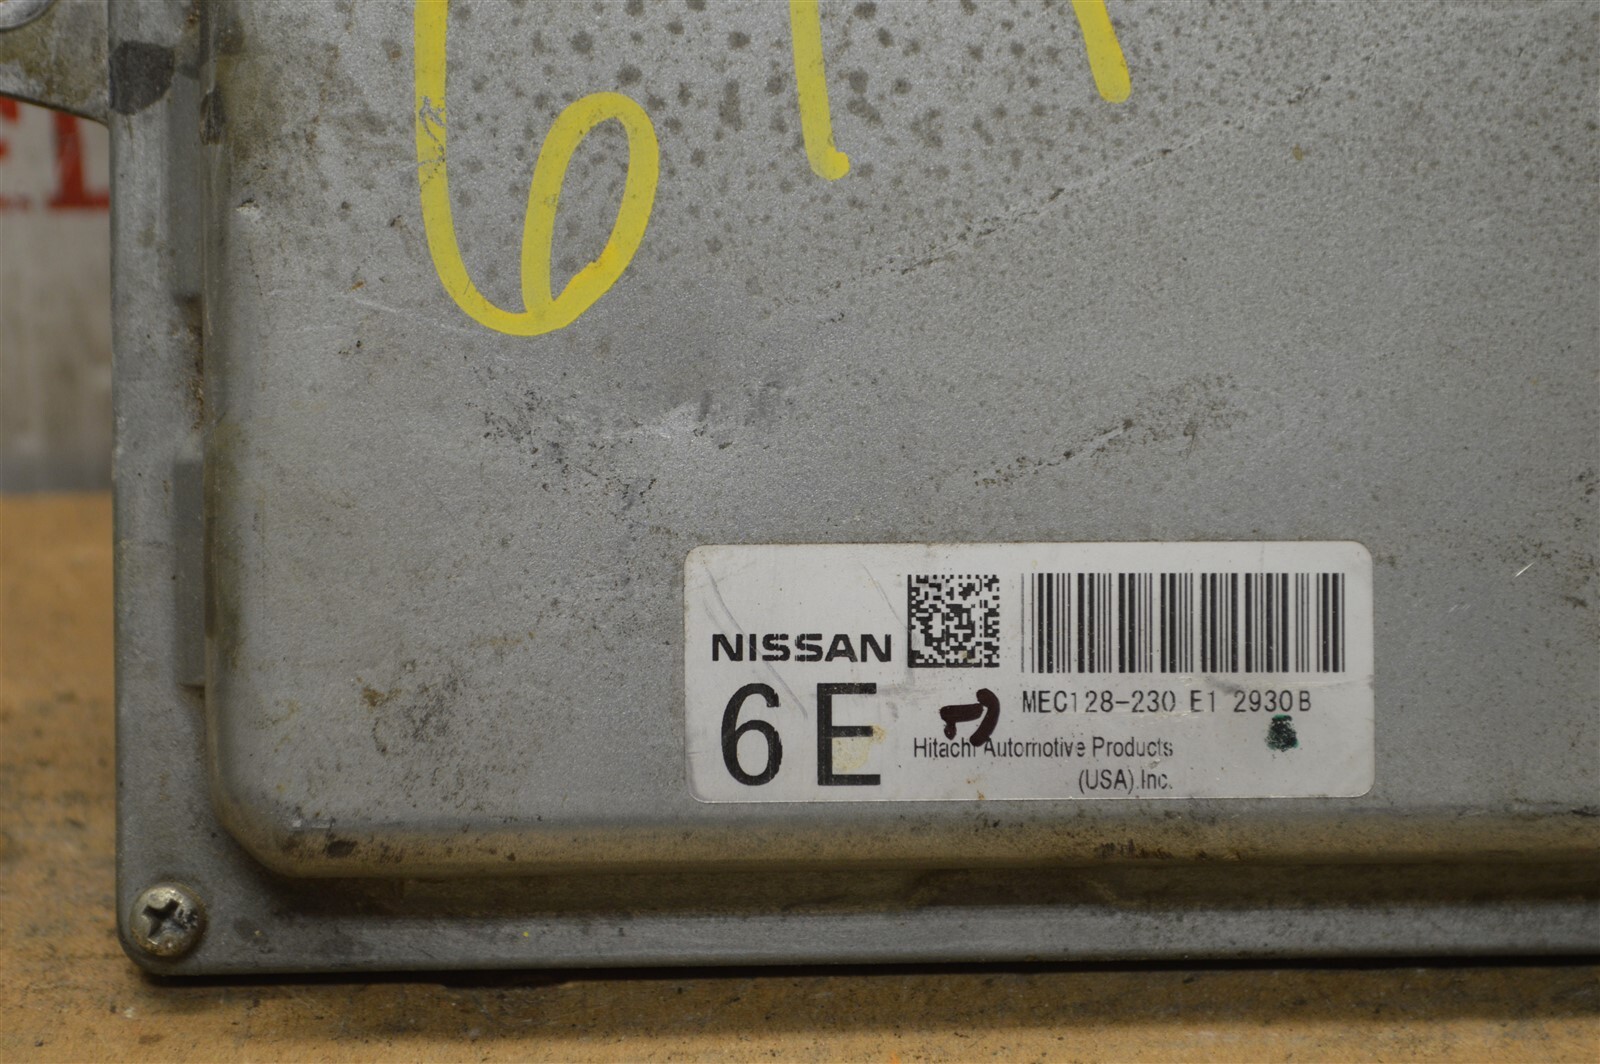 NISSAN
6E
MEC128-230 E1 2930B
Hitachi Automotive Products
(USA).Inc.